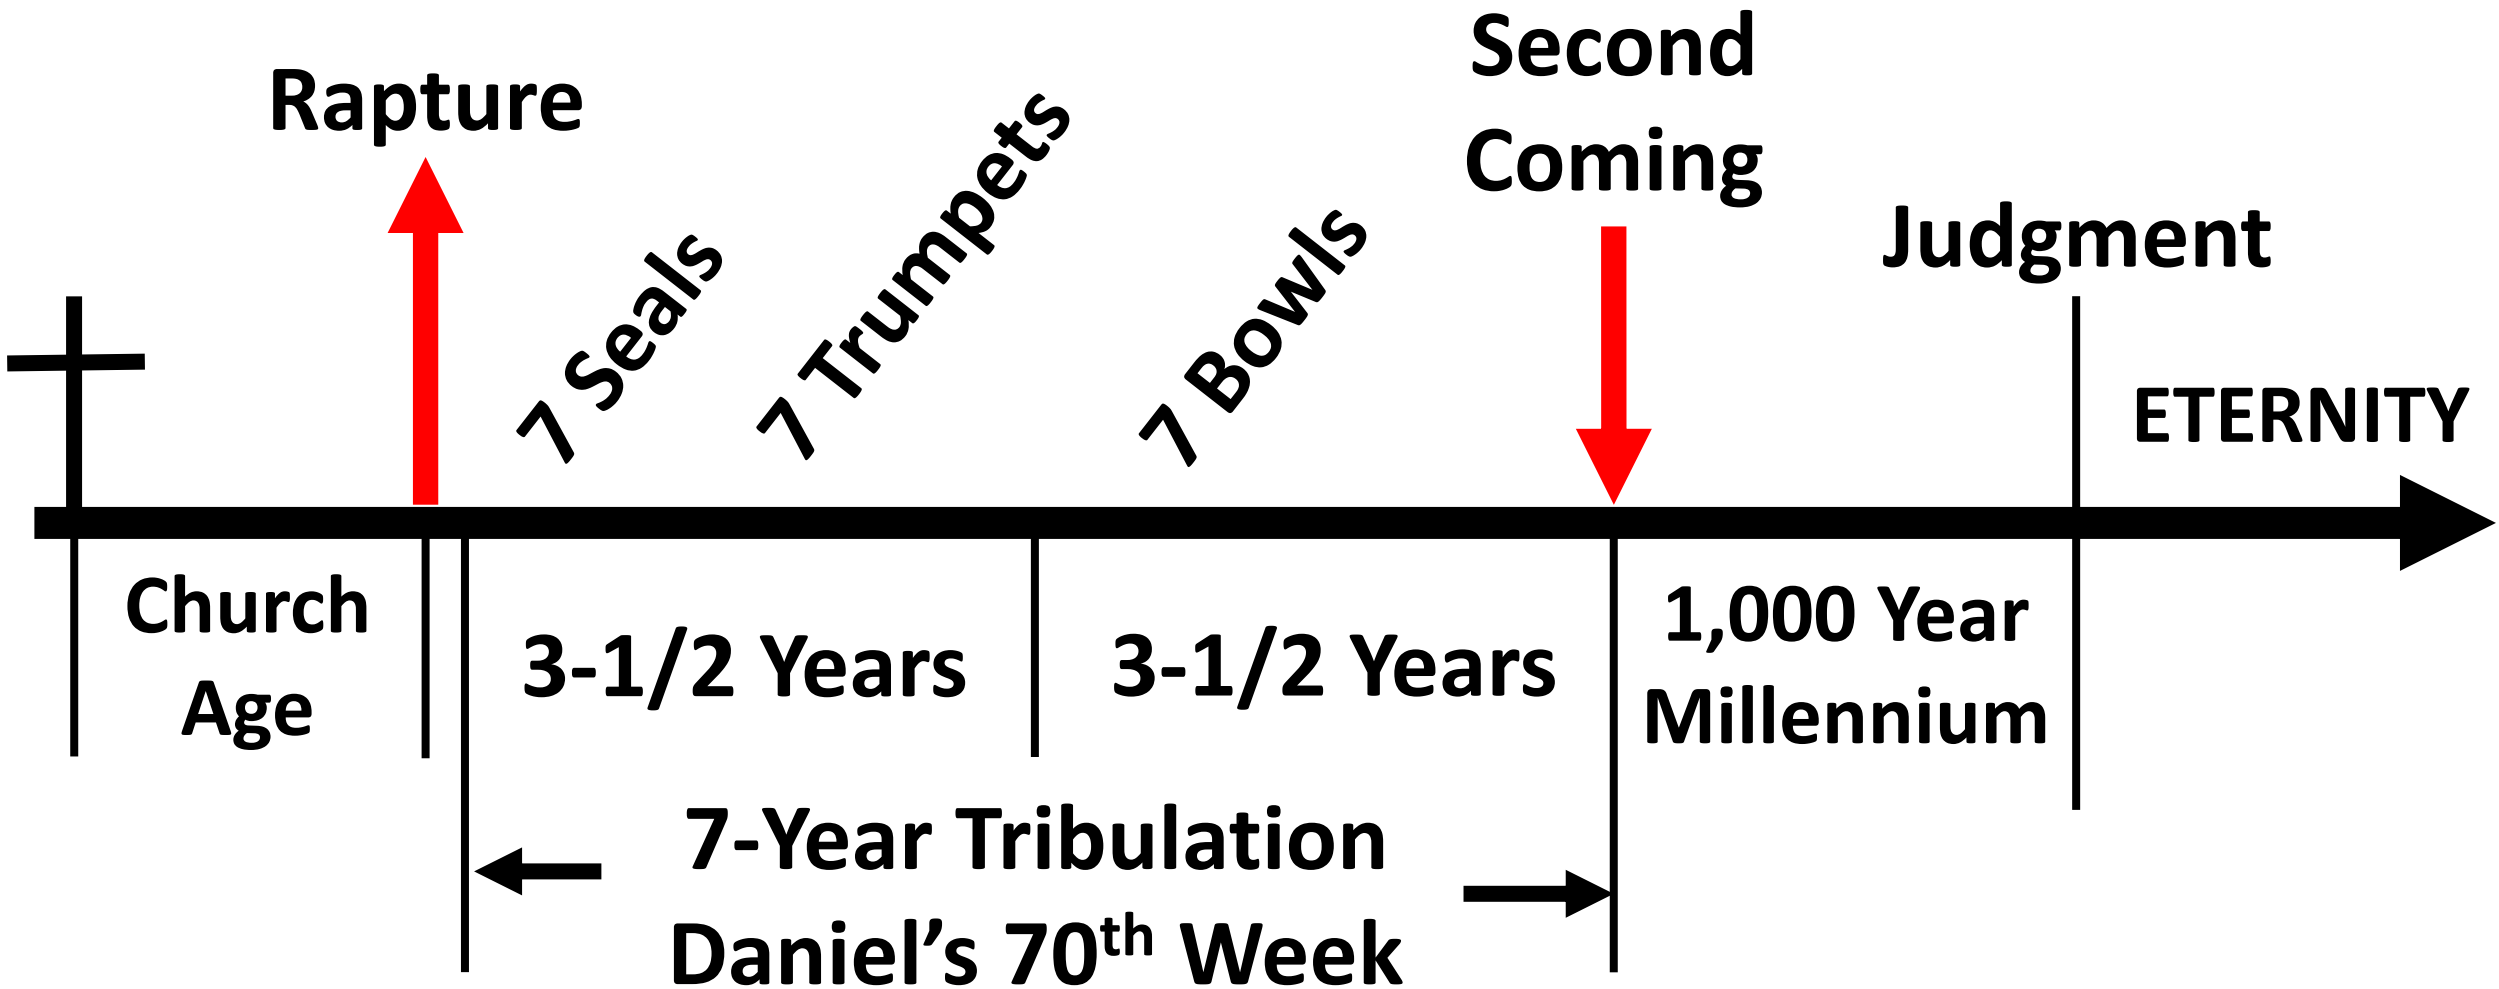 Rapture
7 Seals
7 Trumpets
7 Bowls
Second
Coming
Judgment
ETERNITY
Church
Age
3-1/2 Years
3-1/2 Years
1,000 Year
Millennium
7-Year Tribulation
Daniel's 70th Week